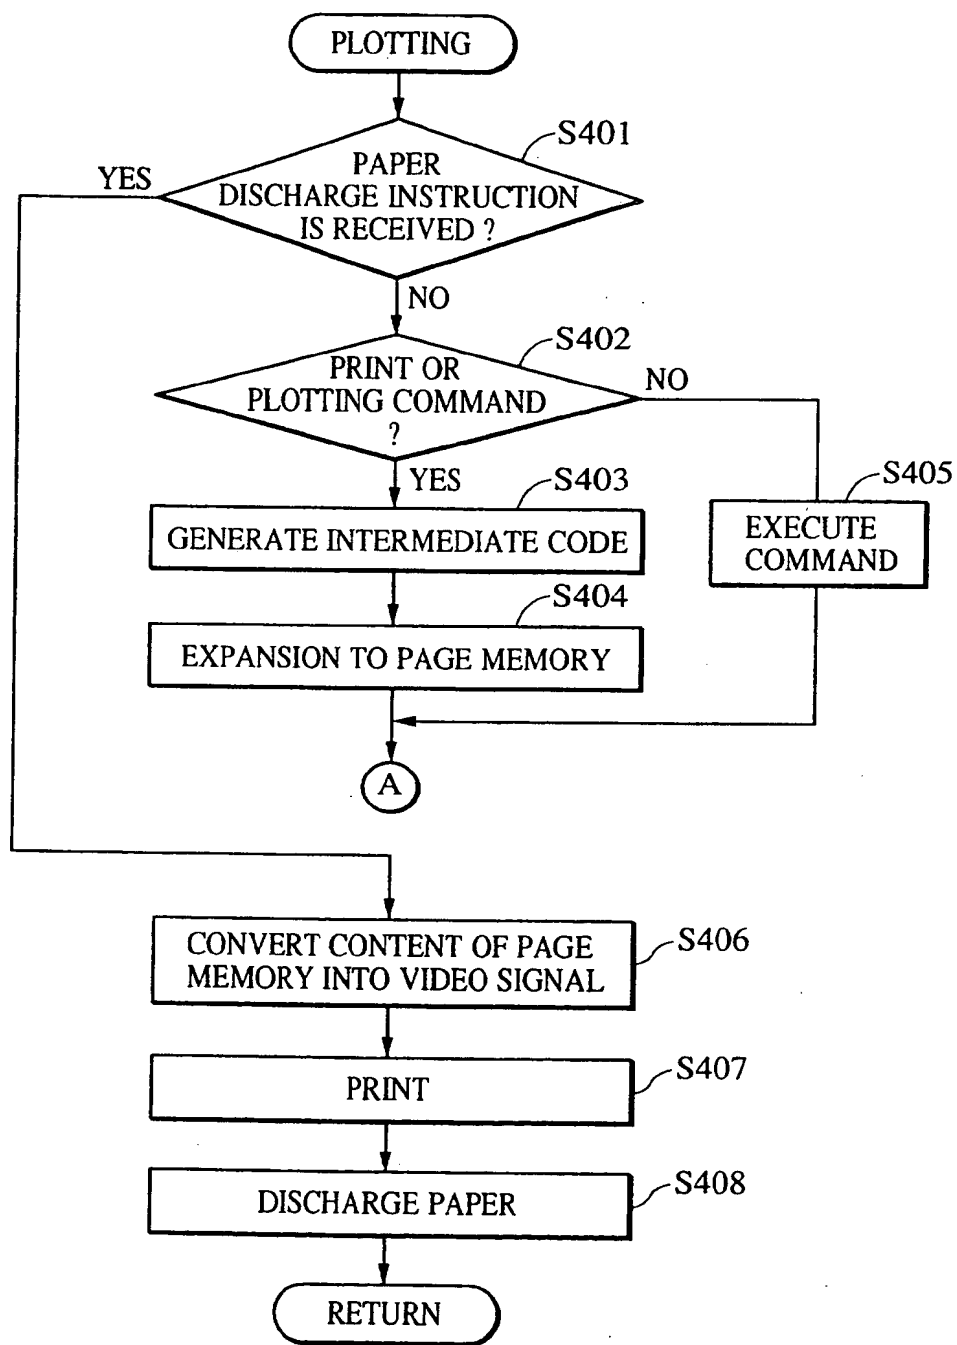 PLOTTING
S401
YES
PAPER
DISCHARGE INSTRUCTION
IS RECEIVED ?
NO
S402
PRINT OR
PLOTTING COMMAND
?
NO
YES
S403
S405
GENERATE INTERMEDIATE CODE
EXECUTE
COMMAND
S404
EXPANSION TO PAGE MEMORY
A
CONVERT CONTENT OF PAGE
MEMORY INTO VIDEO SIGNAL
S406
PRINT
S407
DISCHARGE PAPER
S408
RETURN